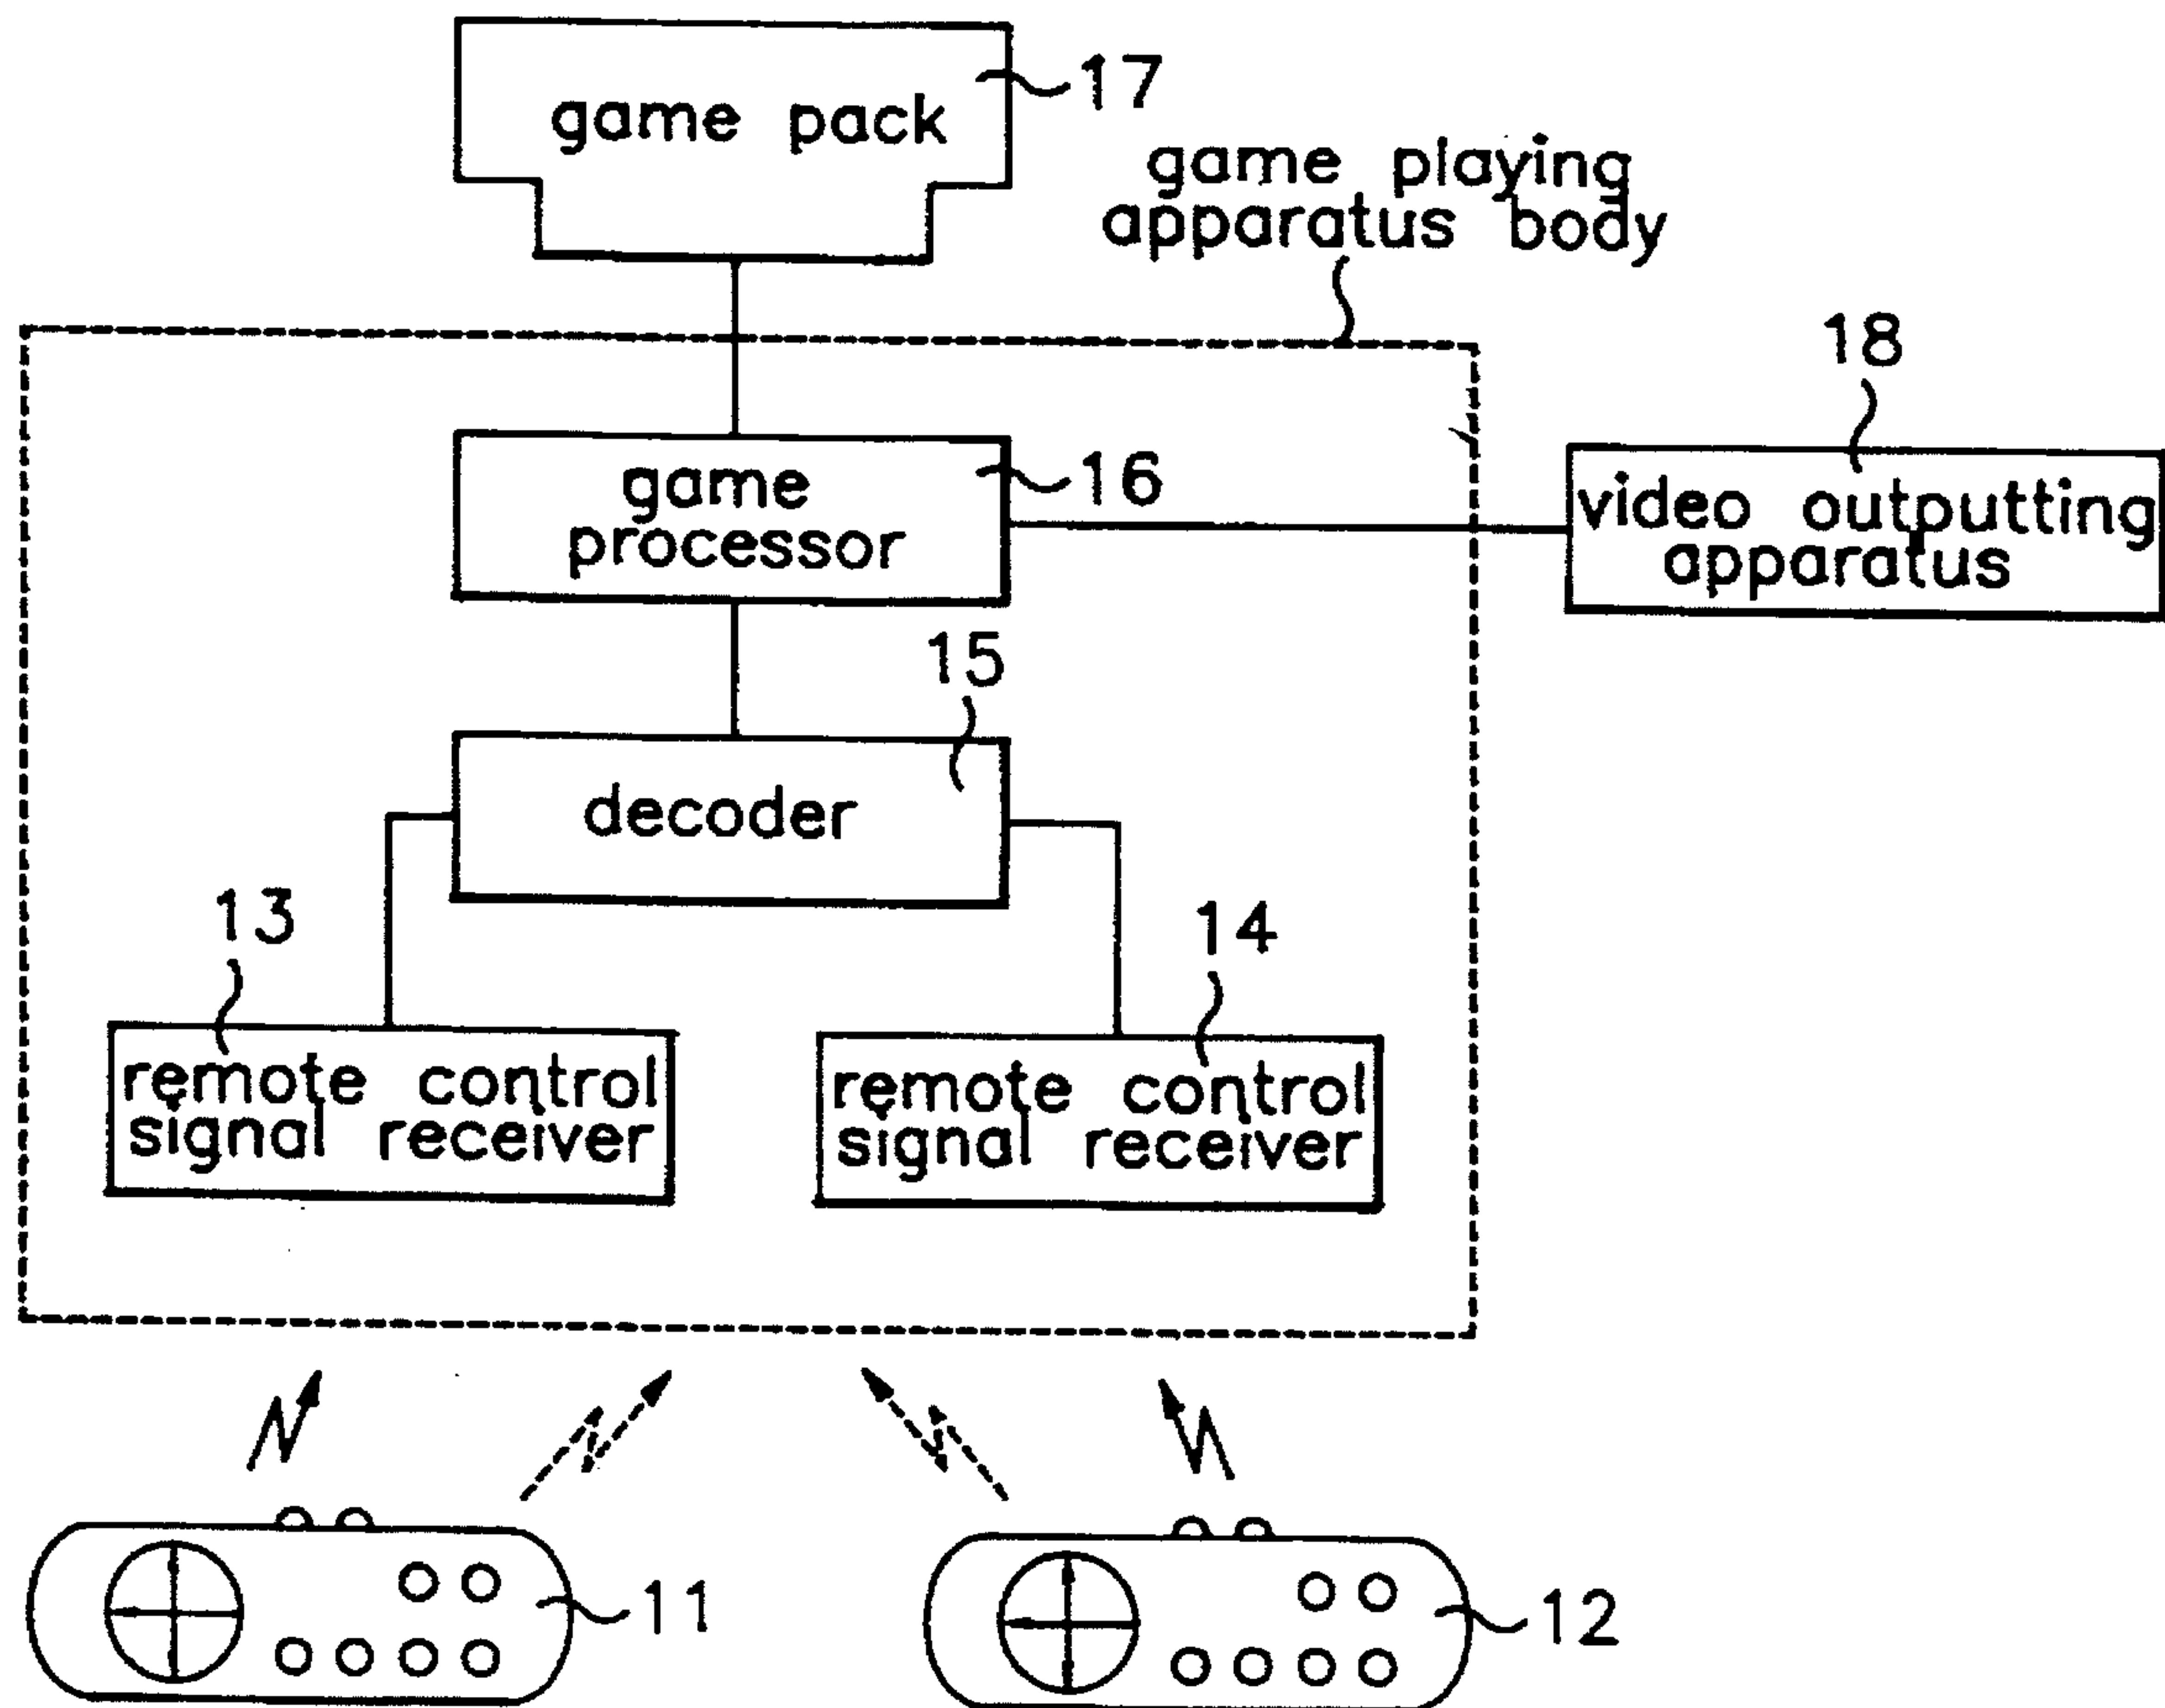 game pack
17
game playing
apparatus body
18
game
processor
16
video outputting
apparatus
15
decoder
13
14
remote control
signal receiver
remote control
signal receiver
11
12